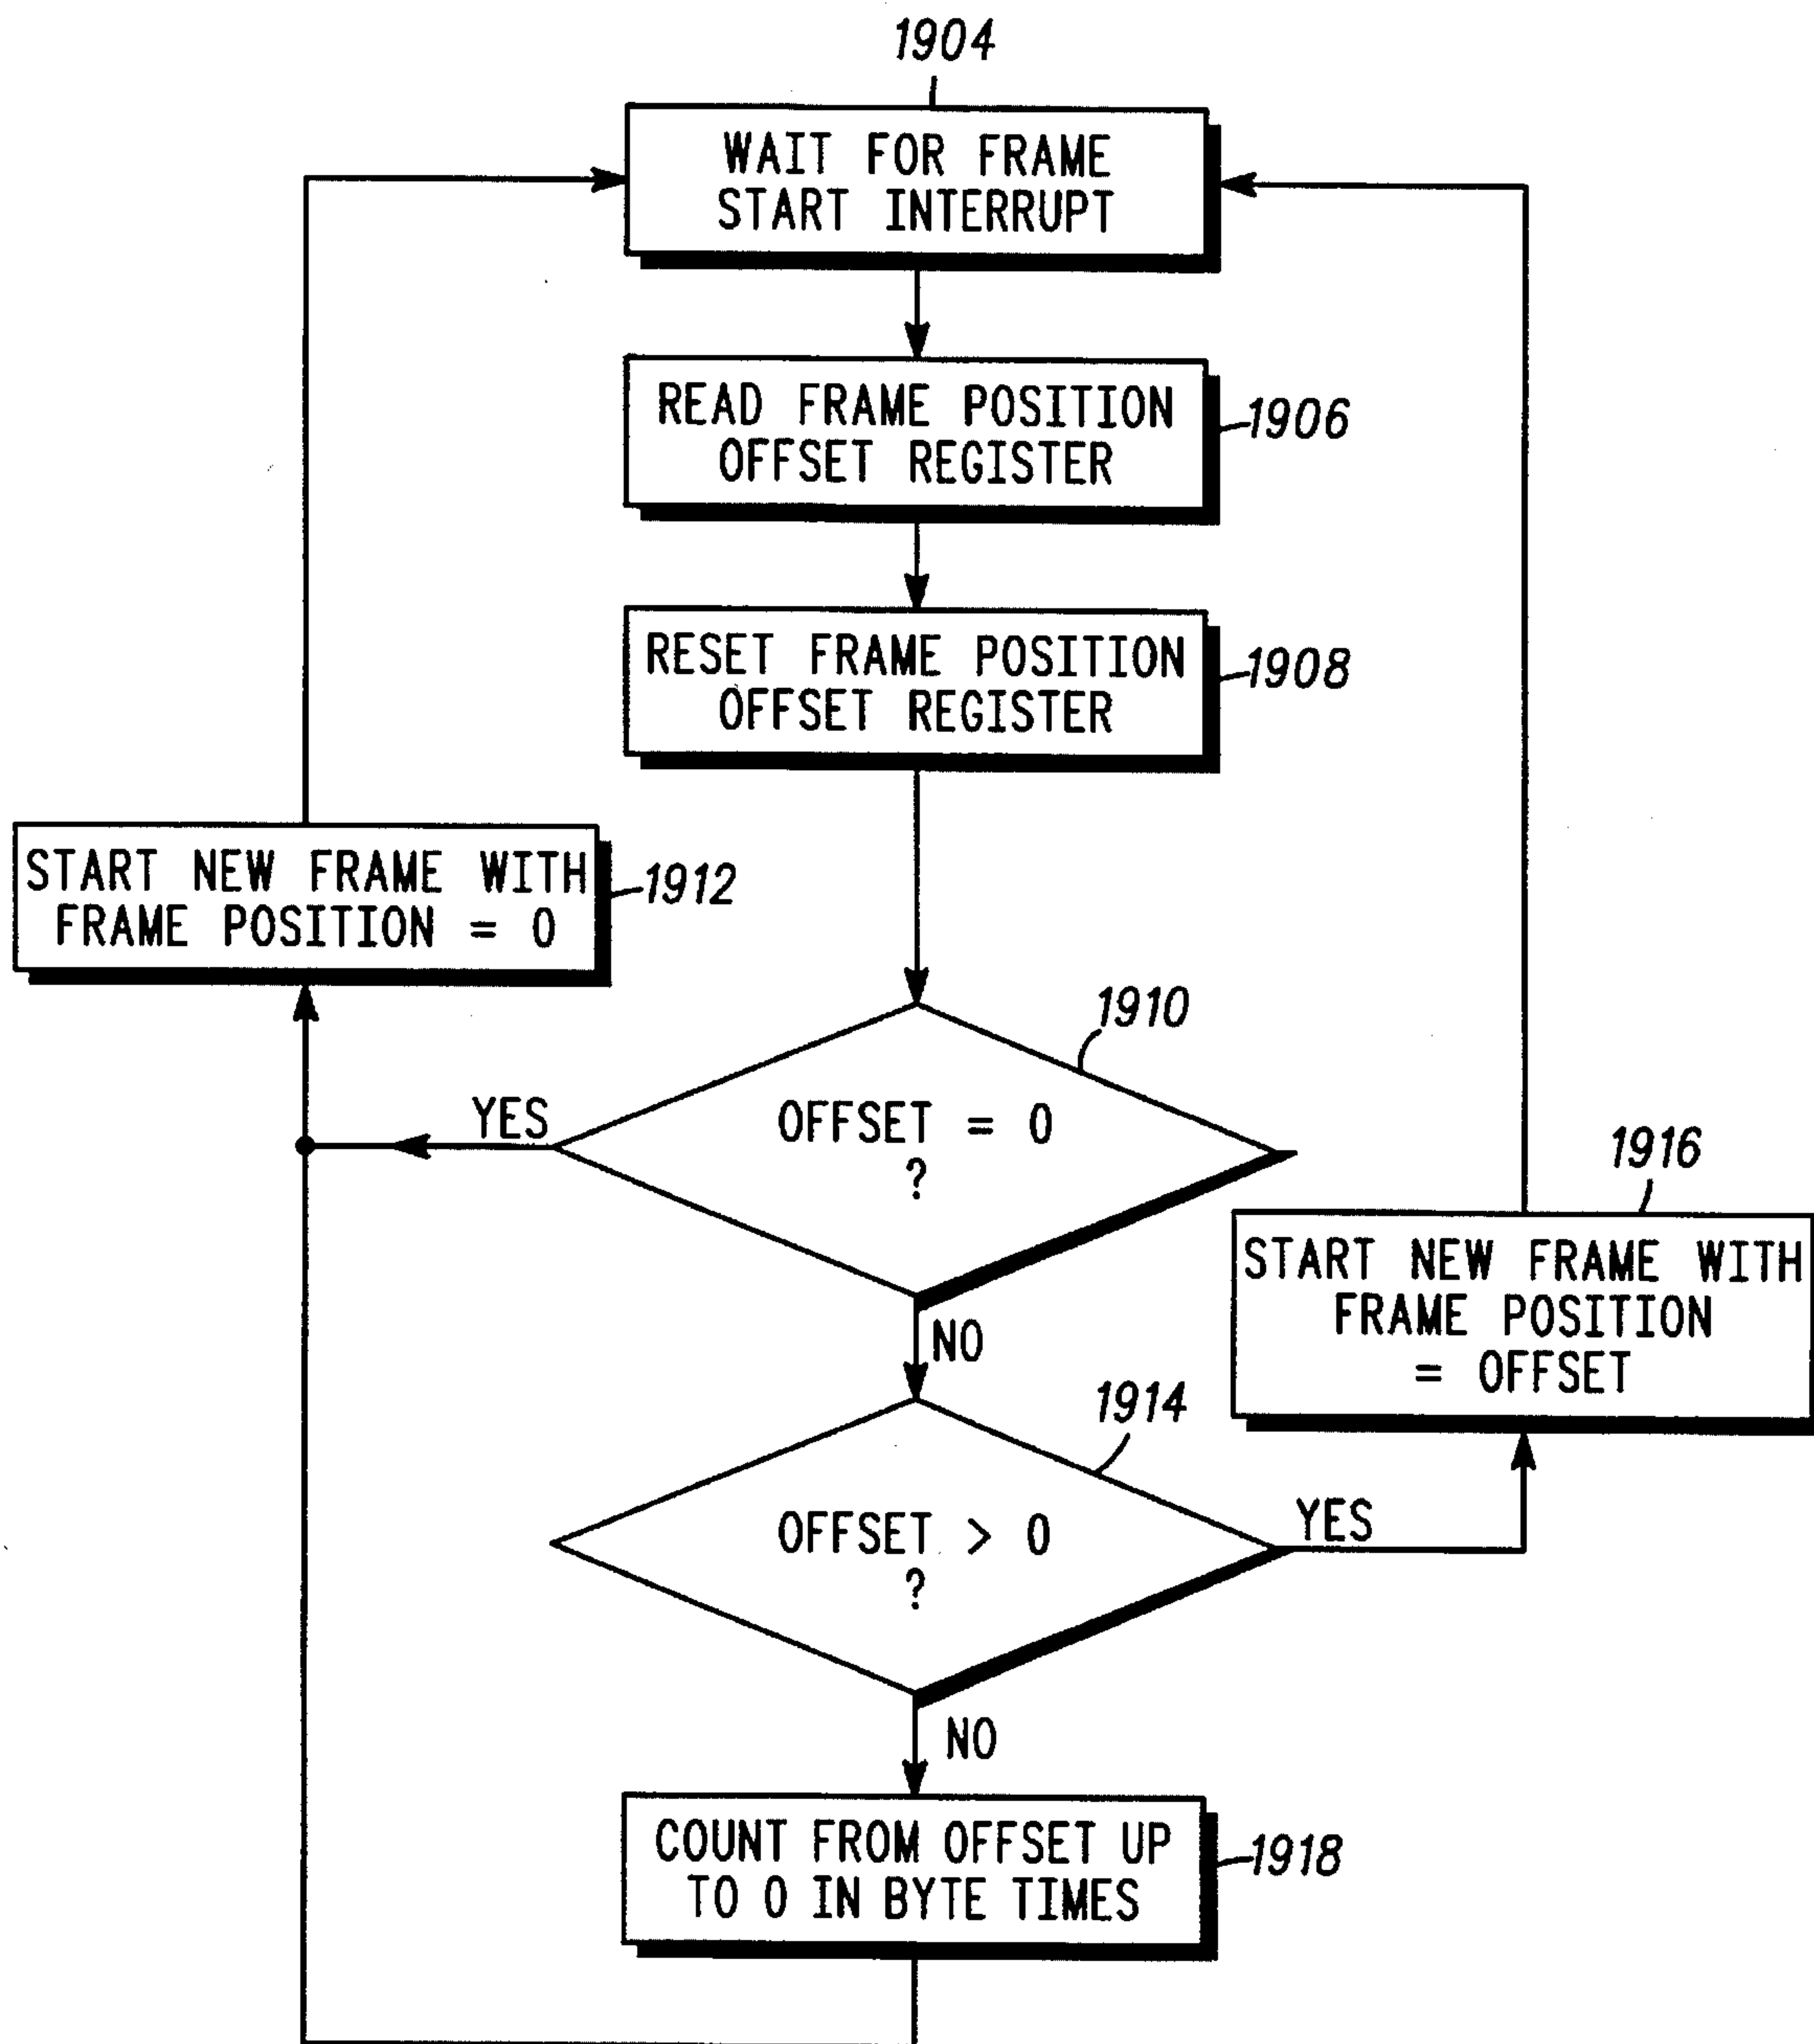 1904
WAIT FOR FRAME
START INTERRUPT
READ FRAME POSITION
OFFSET REGISTER
1906
RESET FRAME POSITION
OFFSET REGISTER
1908
START NEW FRAME WITH
FRAME POSITION = 0
1912
1910
OFFSET = 0
?
YES
NO
1916
START NEW FRAME WITH
FRAME POSITION
= OFFSET
1914
OFFSET > 0
?
YES
NO
COUNT FROM OFFSET UP
TO 0 IN BYTE TIMES
1918